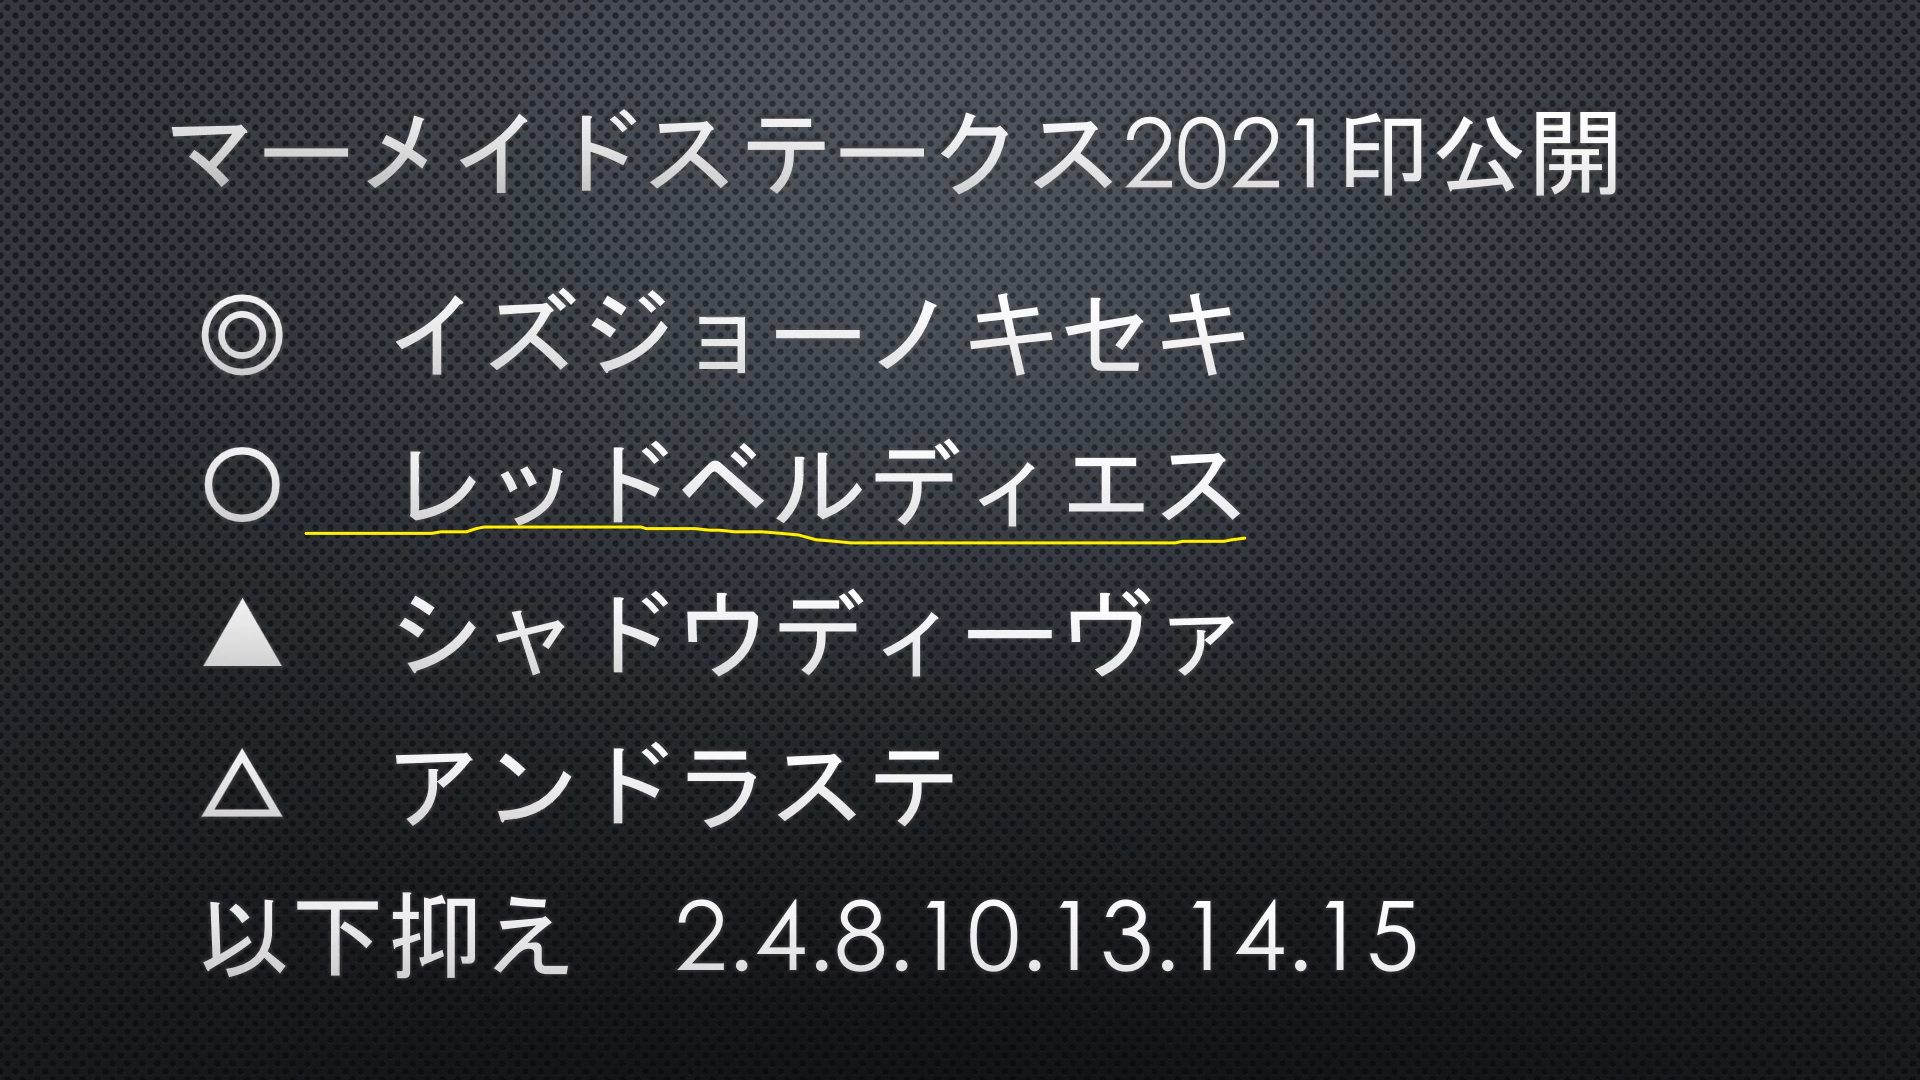 マーメイドステークス2021印公開
◎　イズジョーノキセキ
○　レッドベルディエス
▲　シャドウディーヴァ
△　アンドラステ
以下抑え　2.4.8.10.13.14.15